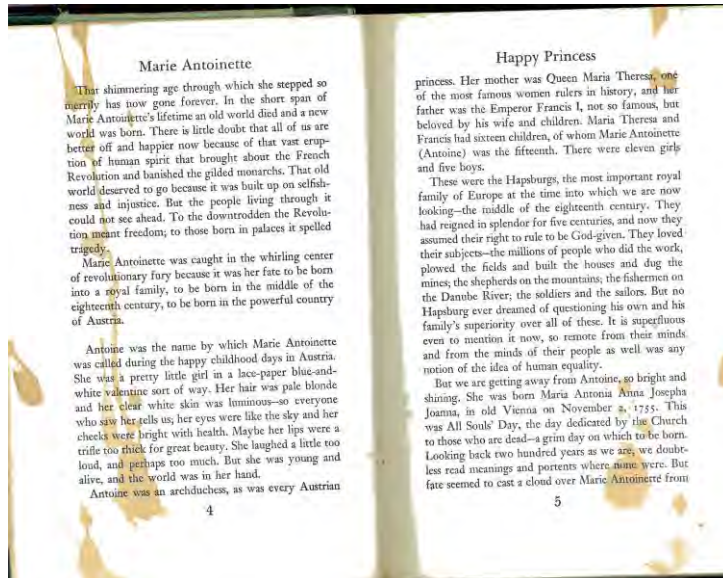 Marie Antoinette
That shimmering age through which she stepped so
merrily has now gone forever. In the short span of
Marie Antoinette's lifetime an old world died and a new
world was born. There is little doubt that all of us are
better off and happier now because of that vast erup-
tion of human spirit that brought about the French
Revolution and banished the gilded monarchs. That old
world deserved to go because it was built up on selfish-
ness and injustice. But the people living through it
could not see ahead. To the downtrodden the Revolu-
tion meant freedom; to those born in palaces it spelled
tragedy.
Marie Antoinette was caught in the whirling center
of revolutionary fury because it was her fate to be born
into a royal family, to be born in the middle of the
eighteenth century, to be born in the powerful country
of Austria.
Antoine was the name by which Marie Antoinette
was called during the happy childhood days in Austria.
She was a pretty little girl in a lace-paper blue-and-
white valentine sort of way. Her hair was pale blonde
and her clear white skin was luminous—so everyone
who saw her tells us; her eyes were like the sky and her
cheeks were bright with health. Maybe her lips were a
trifle too thick for great beauty. She laughed a little too
loud, and perhaps too much. But she was young and
alive, and the world was in her hand.
Antoine was an archduchess, as was every Austrian
4
Happy Princess
princess. Her mother was Queen Maria Theresa, one
of the most famous women rulers in history, and her
father was the Emperor Francis I, not so famous, but
beloved by his wife and children. Maria Theresa and
Francis had sixteen children, of whom Marie Antoinette
(Antoine) was the fifteenth. There were eleven girls
and five boys.
These were the Hapsburgs, the most important royal
family of Europe at the time into which we are now
looking—the middle of the eighteenth century. They
had reigned in splendor for five centuries, and now they
assumed their right to rule to be God-given. They loved
their subjects—the millions of people who did the work,
plowed the fields and built the houses and dug the
mines; the shepherds on the mountains; the fishermen on
the Danube River; the soldiers and the sailors. But no
Hapsburg ever dreamed of questioning his own and his
family's superiority over all of these. It is superfluous
even to mention it now, so remote from their minds
and from the minds of their people as well was any
notion of the idea of human equality.
But we are getting away from Antoine, so bright and
shining. She was born Maria Antonia Anna Josepha
Joanna, in old Vienna on November 2, 1755. This
was All Souls' Day, the day dedicated by the Church
to those who are dead—a grim day on which to be born.
Looking back two hundred years as we are, we doubt-
less read meanings and portents where none were. But
fate seemed to cast a cloud over Marie Antoinette from
5